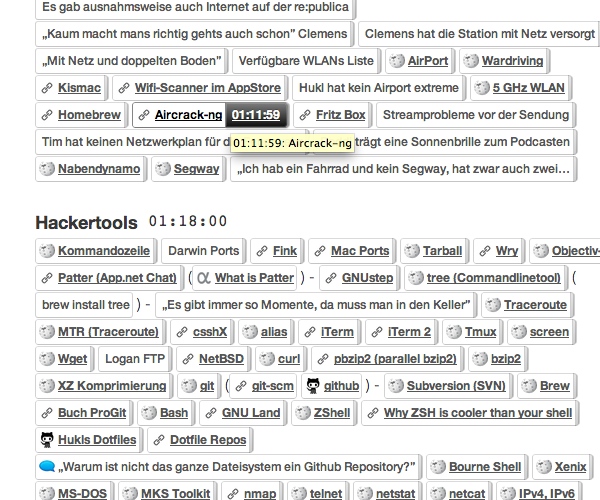 Es gab ausnahmsweise auch Internet auf der re:publica
„Kaum macht mans richtig gehts auch schon" Clemens Clemens hat die Station mit Netz versorgt
„Mit Netz und doppelten Boden" Verfügbare WLANs Liste AirPort Wardriving
Kismac Wifi-Scanner im AppStore Hukl hat kein Airport extreme 5 GHz WLAN
Homebrew Aircrack-ng 01:11:59 Fritz Box Streamprobleme vor der Sendung
Tim hat keinen Netzwerkplan für d 01:11:59: Aircrack-ng trägt eine Sonnenbrille zum Podcasten
Nabendynamo Segway „Ich hab ein Fahrrad und kein Segway, hat zwar auch zwei...
Hackertools 01:18:00
Kommandozeile Darwin Ports Fink Mac Ports Tarball Wry Objectiv-
Patter (App.net Chat) ( What is Patter ) - GNUstep tree (Commandlinetool) (
brew install tree ) - „Es gibt immer so Momente, da muss man in den Keller" Traceroute
MTR (Traceroute) csshX alias iTerm iTerm 2 Tmux screen
Wget Logan FTP NetBSD curl pbzip2 (parallel bzip2) bzip2
XZ Komprimierung git ( git-scm github ) - Subversion (SVN) Brew
Buch ProGit Bash GNU Land ZShell Why ZSH is cooler than your shell
Hukls Dotfiles Dotfile Repos
„Warum ist nicht das ganze Dateisystem ein Github Repository?" Bourne Shell Xenix
MS-DOS MKS Toolkit nmap telnet netstat netcat IPv4, IPv6